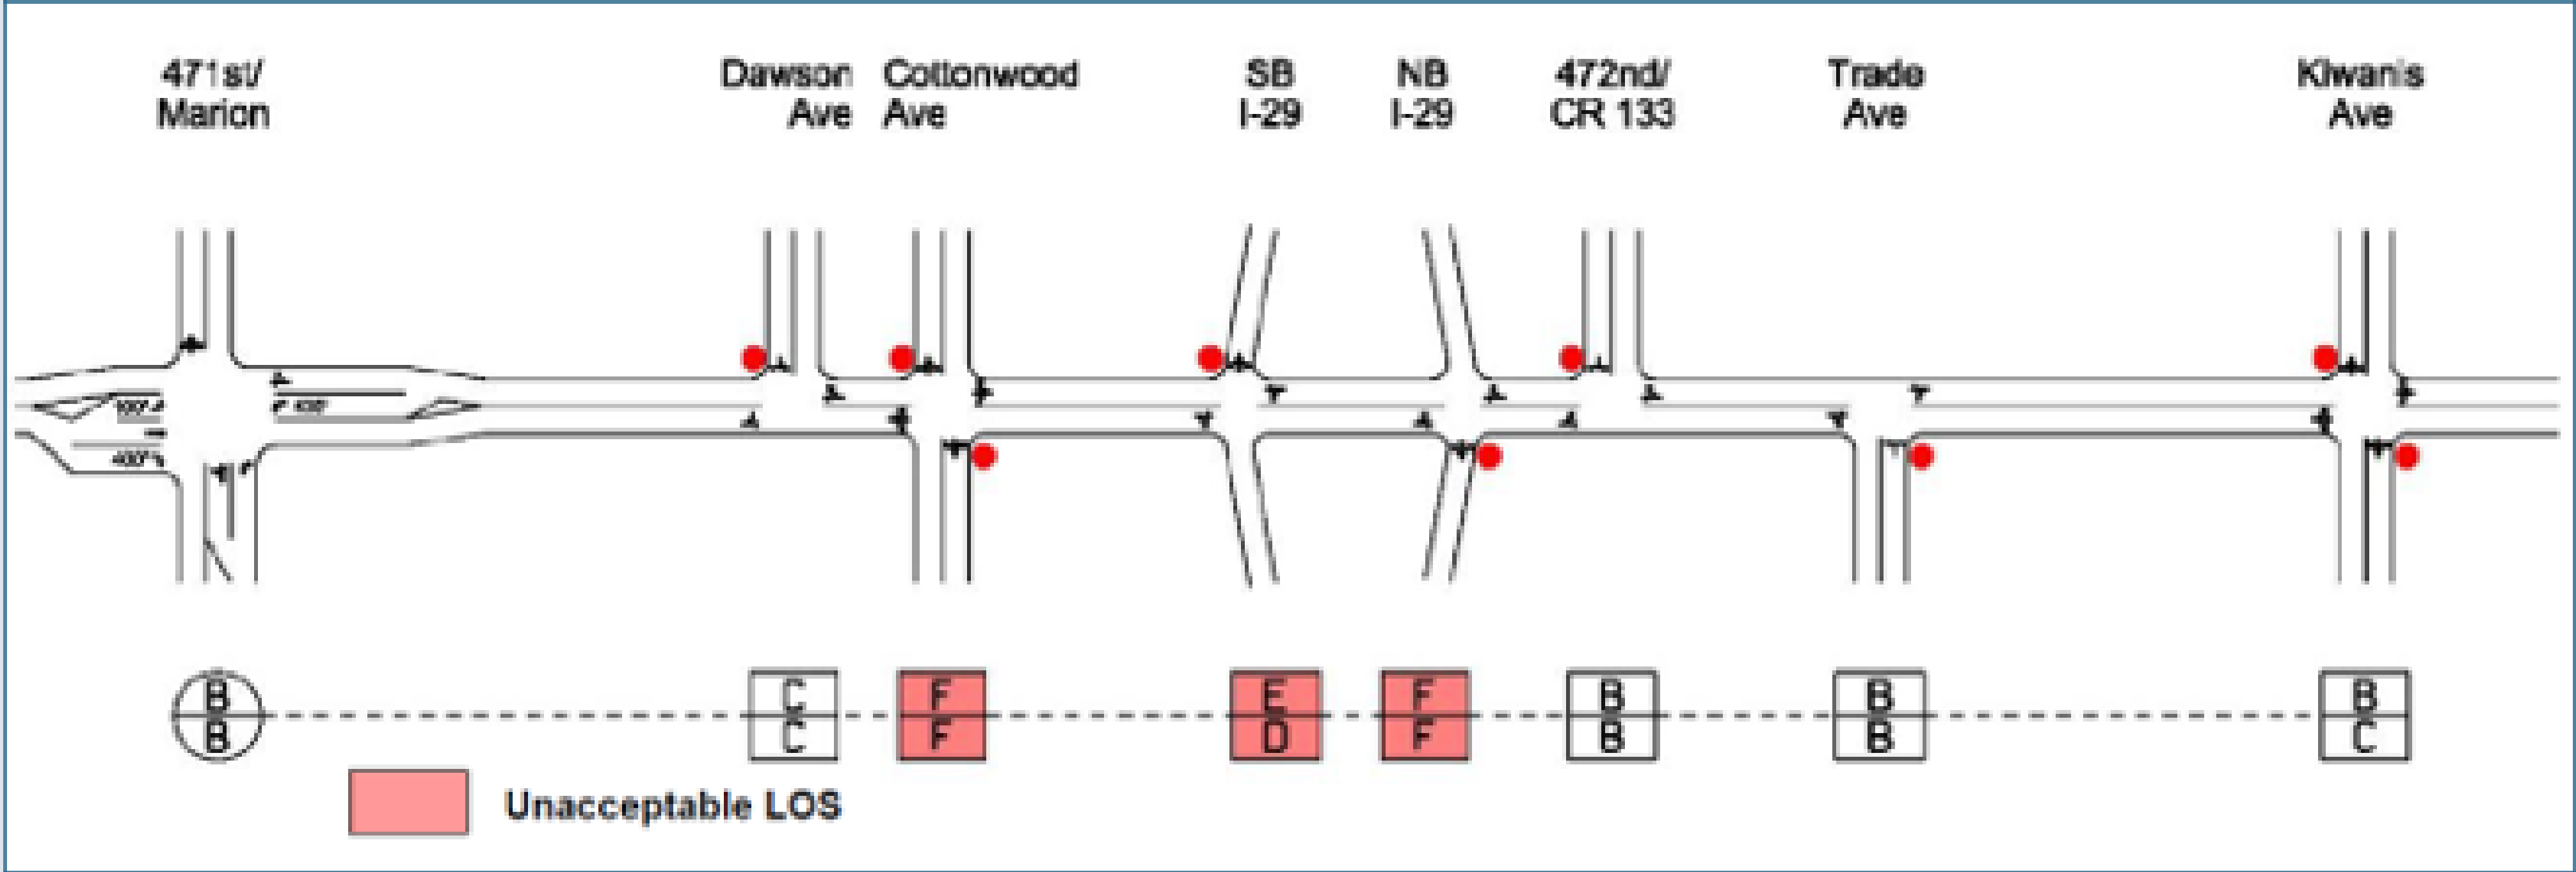 471st/
Marion
Dawson
Ave
Cottonwood
Ave
SB
I-29
NB
I-29
472nd/
CR 133
Trade
Ave
Kiwanis
Ave
B
B
C
C
F
F
E
D
F
F
B
B
B
B
B
C
Unacceptable LOS